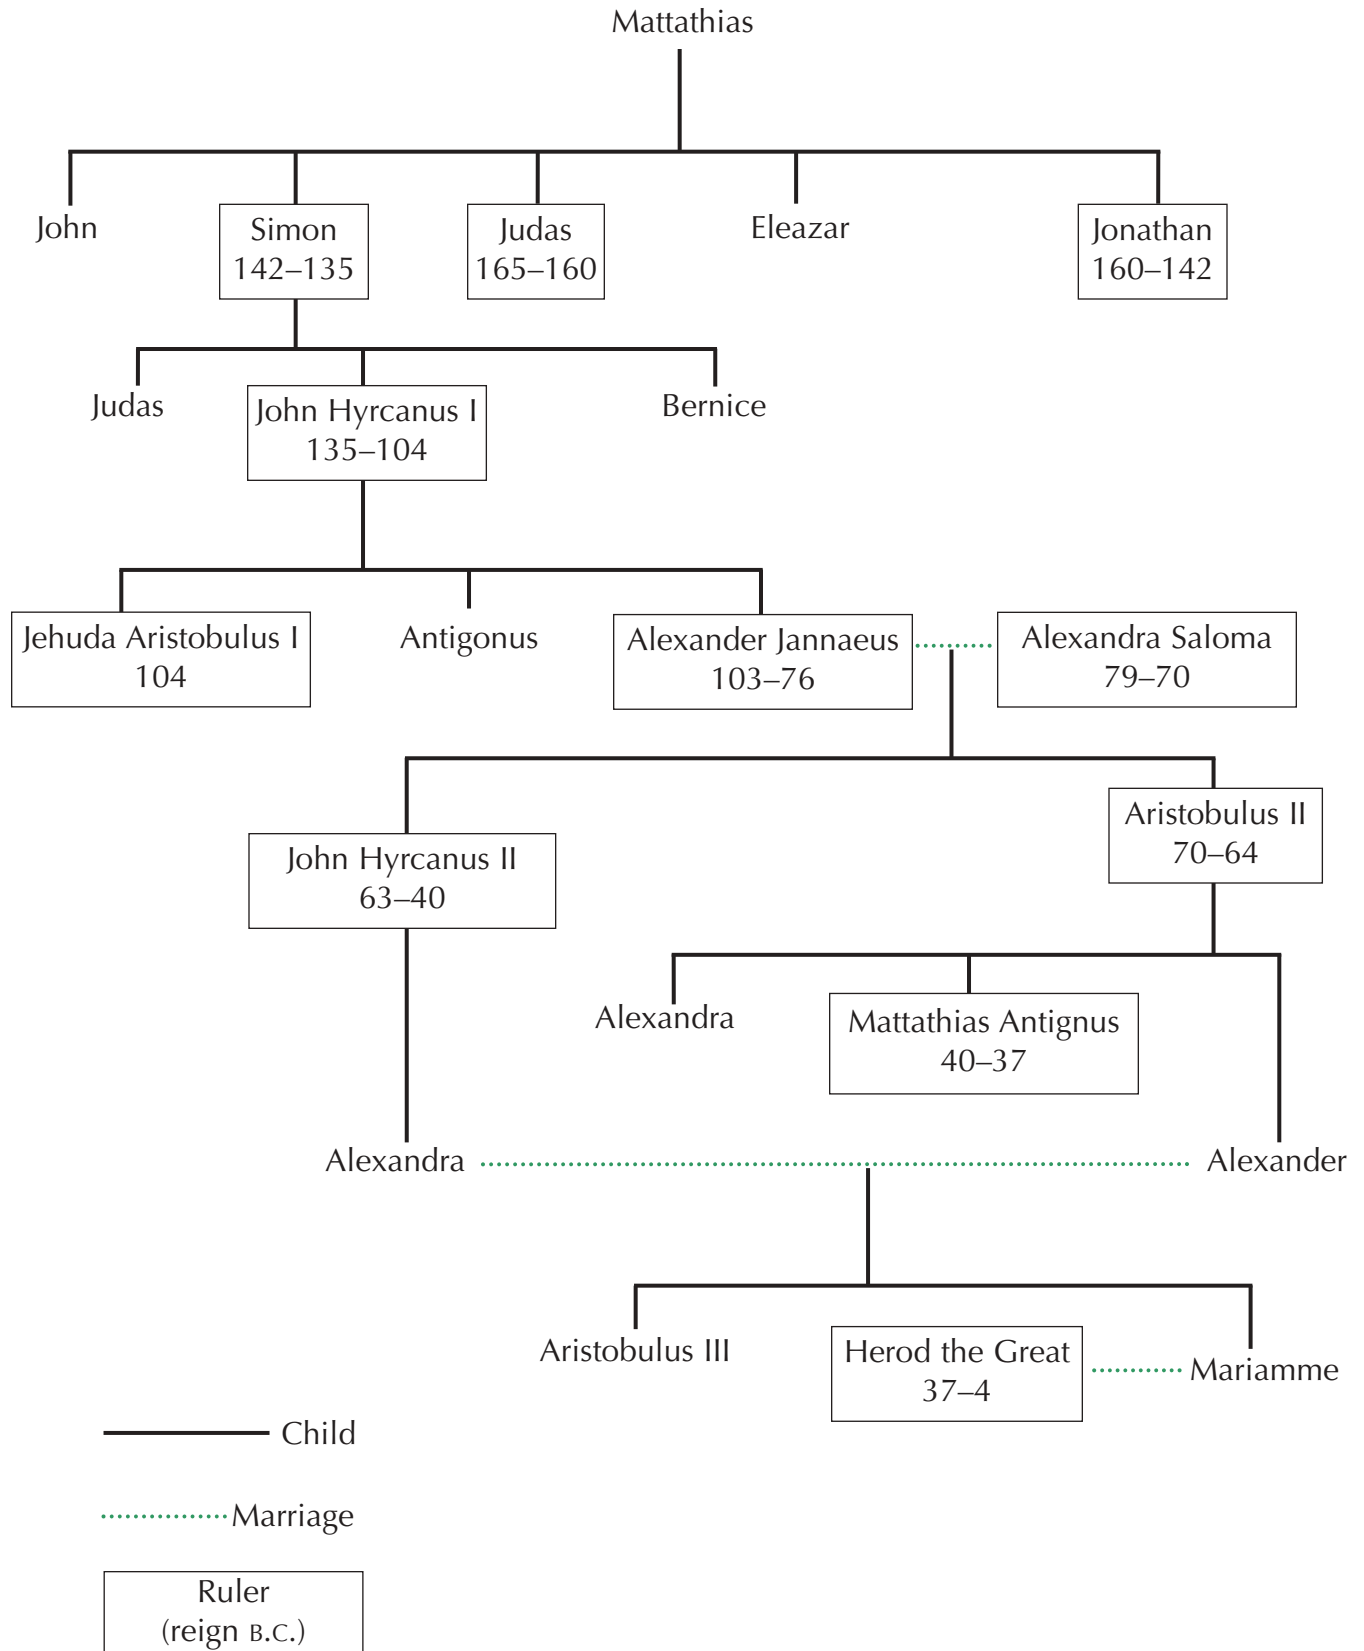 Mattathias
John
Simon
142–135
Judas
165–160
Eleazar
Jonathan
160–142
Judas
John Hyrcanus I
135–104
Bernice
Jehuda Aristobulus I
104
Antigonus
Alexander Jannaeus
103–76
Alexandra Saloma
79–70
John Hyrcanus II
63–40
Aristobulus II
70–64
Alexandra
Mattathias Antignus
40–37
Alexandra
Alexander
Aristobulus III
Herod the Great
37–4
Mariamme
Child
Marriage
Ruler
(reign B.C.)